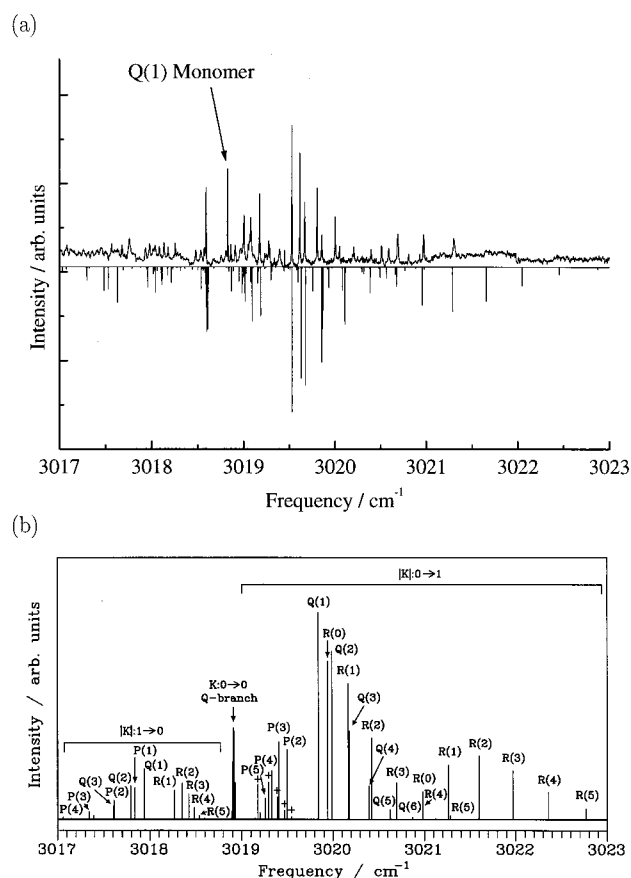 (a)
Q(1) Monomer
Intensity / arb. units
3017 3018 3019 3020 3021 3022 3023
Frequency / cm-1
(b)
|K|:0→1
Q(1)
R(0)
Q(2)
K:0→0
Q-branch
R(1)
|K|:1→0
Q(3)
P(1)
P(3)
R(2)
P(2)
Q(1)
P(4)
Q(4)
R(1)
R(2)
Q(2)
R(2)
P(5)
R(3)
R(0)
R(3)
Q(3)
P(2)
R(1)
R(3)
R(4)
R(4)
P(3)
R(4)
Q(5)
Q(6)
R(5)
P(4)
R(5)
R(5)
+ + + + +
Intensity / arb. units
3017 3018 3019 3020 3021 3022 3023
Frequency / cm-1